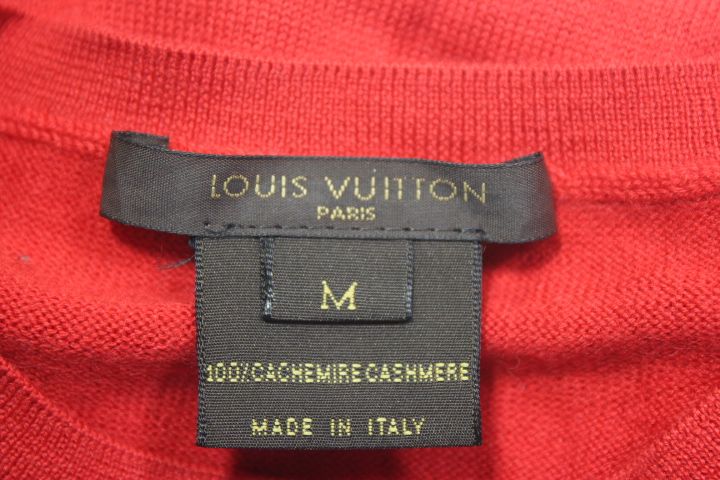 LOUIS VUITTON
PARIS
M
100% CACHEMIRE CASHMERE
MADE IN ITALY